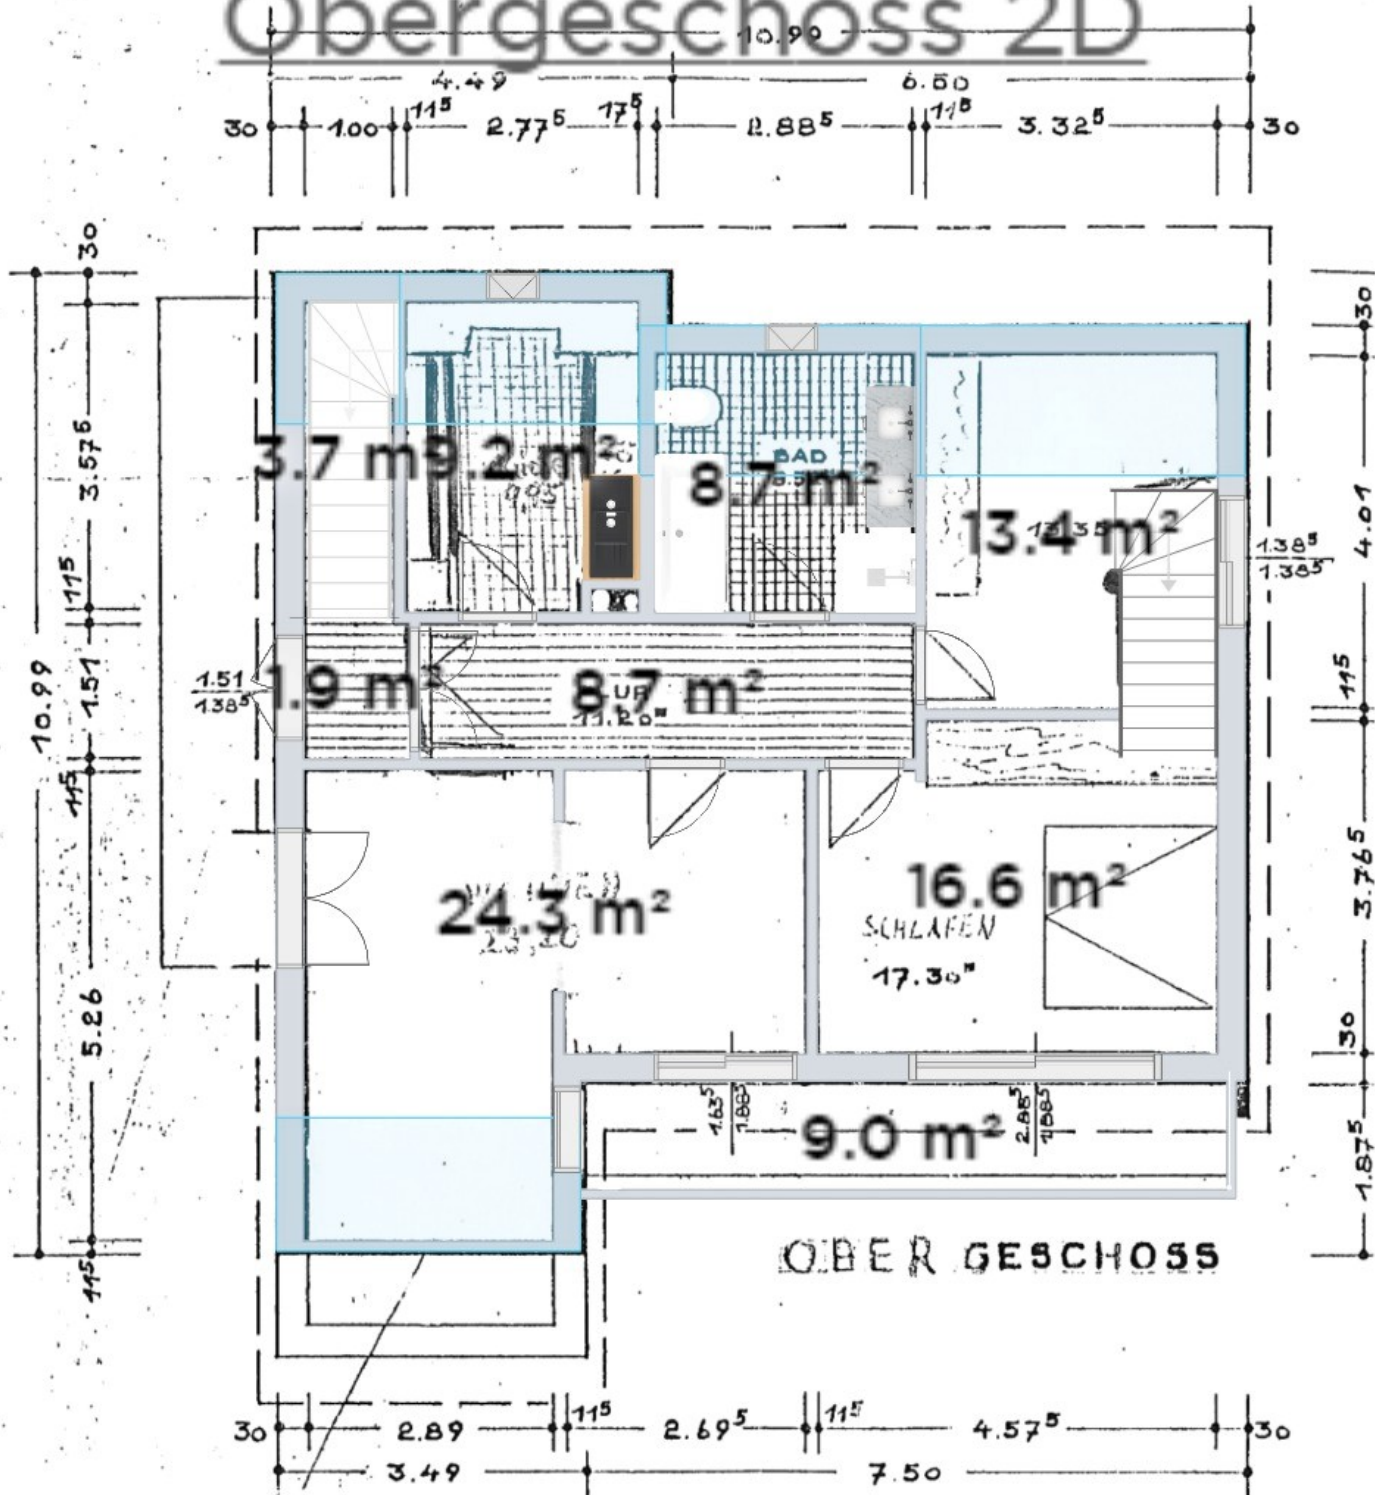 Obergeschoss 2D
10.99
4.49 6.50
30 1.00 11⁵ 2.77⁵ 17⁵ 2.88⁵ 11⁵ 3.32⁵ 30
30
3.57⁵
11⁵
1.51
11⁵
5.26
11⁵
10.99
30
4.01
11⁵
3.76⁵
30
1.87⁵
3.7 m 9.2 m²
BAD
8.7 m²
13.4 m²
1.38⁵
1.38⁵
1.51
1.38⁵
1.9 m²
8.7 m²
24.3 m²
16.6 m²
SCHLAFEN
17.30
1.63⁵
1.88⁵
2.88⁵
1.88⁵
9.0 m²
OBERGESCHOSS
30 2.89 11⁵ 2.69⁵ 11⁵ 4.57⁵ 30
3.49 7.50